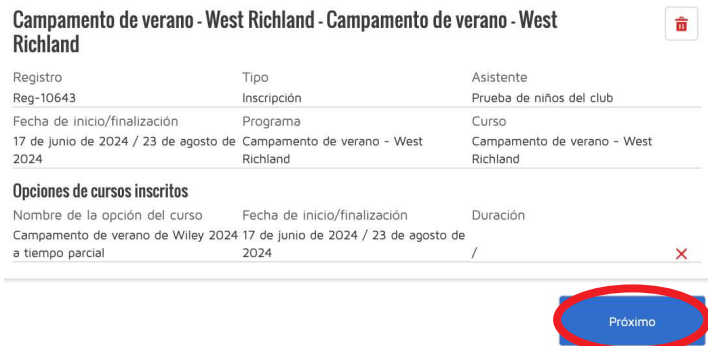 Campamento de verano - West Richland - Campamento de verano - West
Richland
Registro Tipo Asistente
Reg-10643 Inscripción Prueba de niños del club
Fecha de inicio/finalización Programa Curso
17 de junio de 2024 / 23 de agosto de Campamento de verano - West Campamento de verano - West
2024 Richland Richland
Opciones de cursos inscritos
Nombre de la opción del curso Fecha de inicio/finalización Duración
Campamento de verano de Wiley 2024 17 de junio de 2024 / 23 de agosto de
a tiempo parcial 2024 /
Próximo